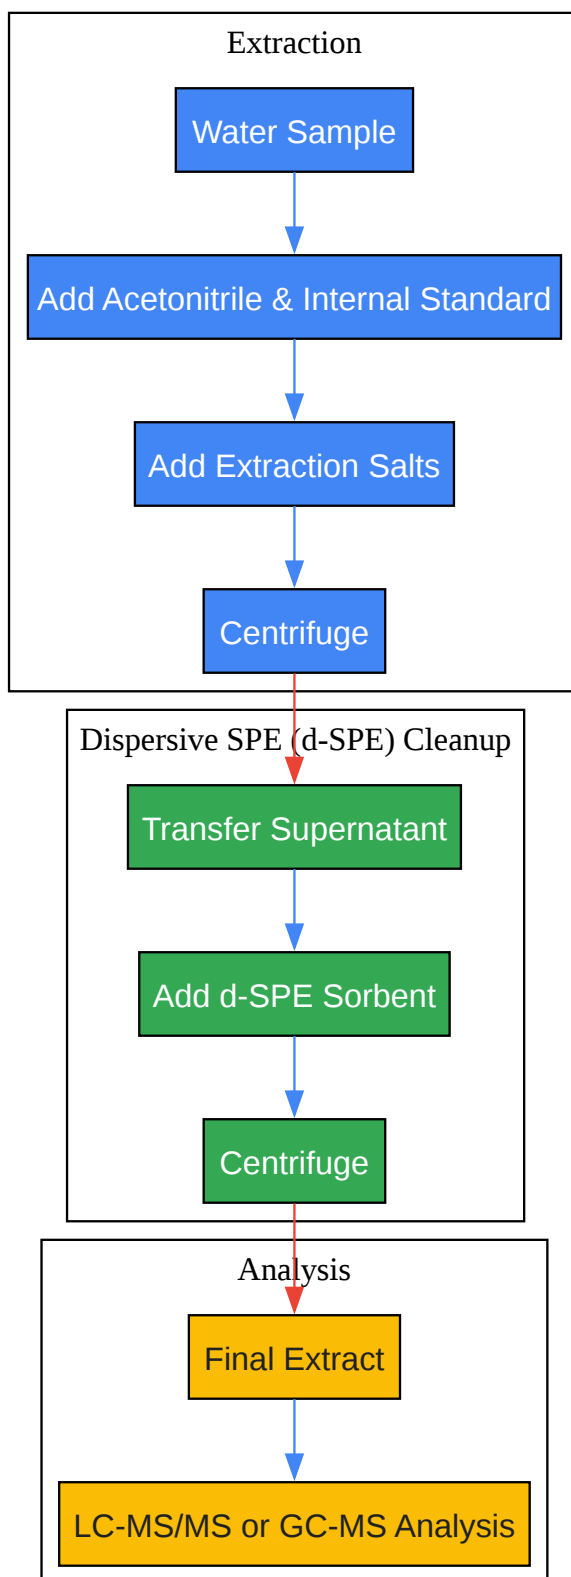 Extraction
Water Sample
Add Acetonitrile & Internal Standard
Add Extraction Salts
Centrifuge
Dispersive SPE (d-SPE) Cleanup
Transfer Supernatant
Add d-SPE Sorbent
Centrifuge
Analysis
Final Extract
LC-MS/MS or GC-MS Analysis